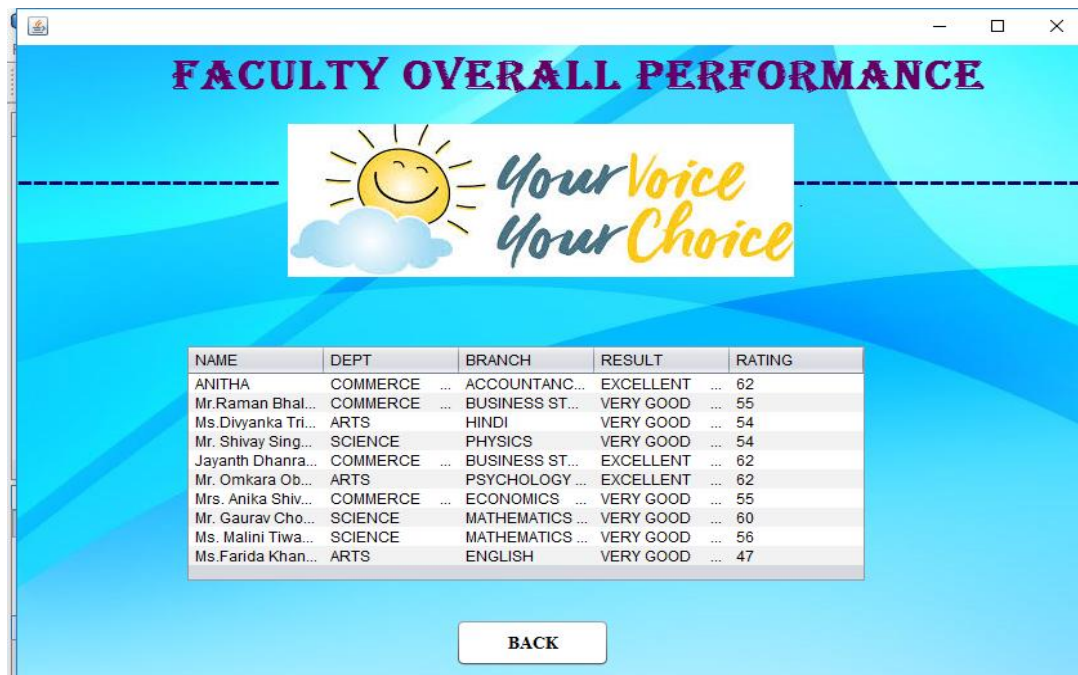 FACULTY OVERALL PERFORMANCE
Your Voice
Your Choice
NAME DEPT BRANCH RESULT RATING
ANITHA COMMERCE ... ACCOUNTANC... EXCELLENT ... 62
Mr.Raman Bhal... COMMERCE ... BUSINESS ST... VERY GOOD ... 55
Ms.Divyanka Tri... ARTS HINDI VERY GOOD ... 54
Mr. Shivay Sing... SCIENCE PHYSICS VERY GOOD ... 54
Jayanth Dhanra... COMMERCE ... BUSINESS ST... EXCELLENT ... 62
Mr. Omkara Ob... ARTS PSYCHOLOGY ... EXCELLENT ... 62
Mrs. Anika Shiv... COMMERCE ... ECONOMICS ... VERY GOOD ... 55
Mr. Gaurav Cho... SCIENCE MATHEMATICS ... VERY GOOD ... 60
Ms. Malini Tiwa... SCIENCE MATHEMATICS ... VERY GOOD ... 56
Ms.Farida Khan... ARTS ENGLISH VERY GOOD ... 47
BACK